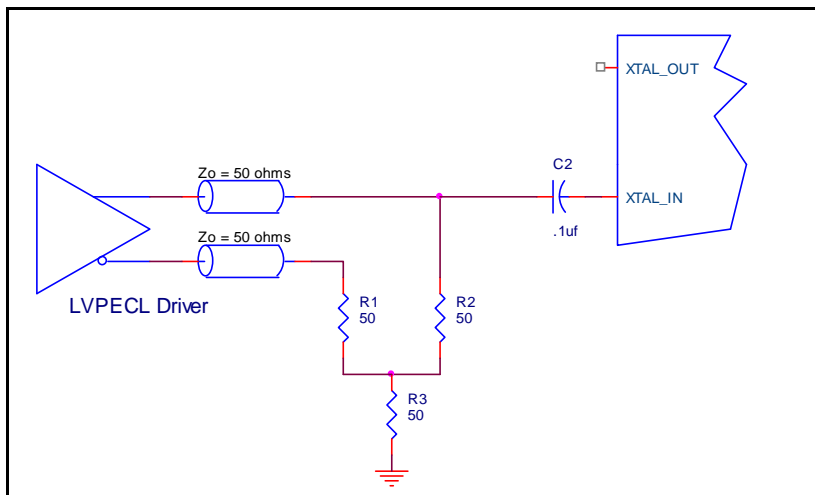 XTAL_OUT
Zo = 50 ohms
C2
XTAL_IN
.1uf
Zo = 50 ohms
LVPECL Driver
R1
50
R2
50
R3
50